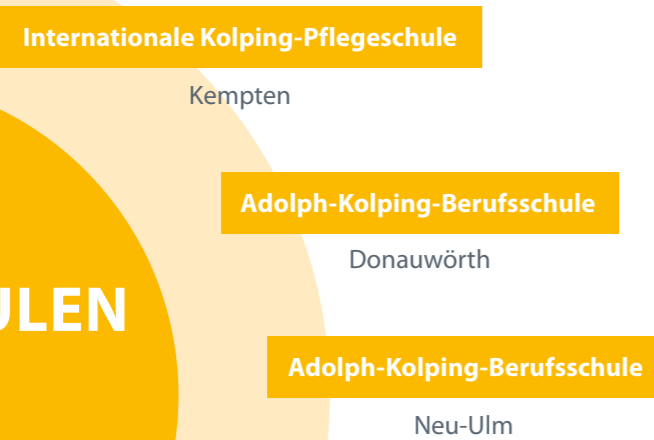 Internationale Kolping-Pflegeschule
Kempten
Adolph-Kolping-Berufsschule
Donauwörth
ULEN
Adolph-Kolping-Berufsschule
Neu-Ulm